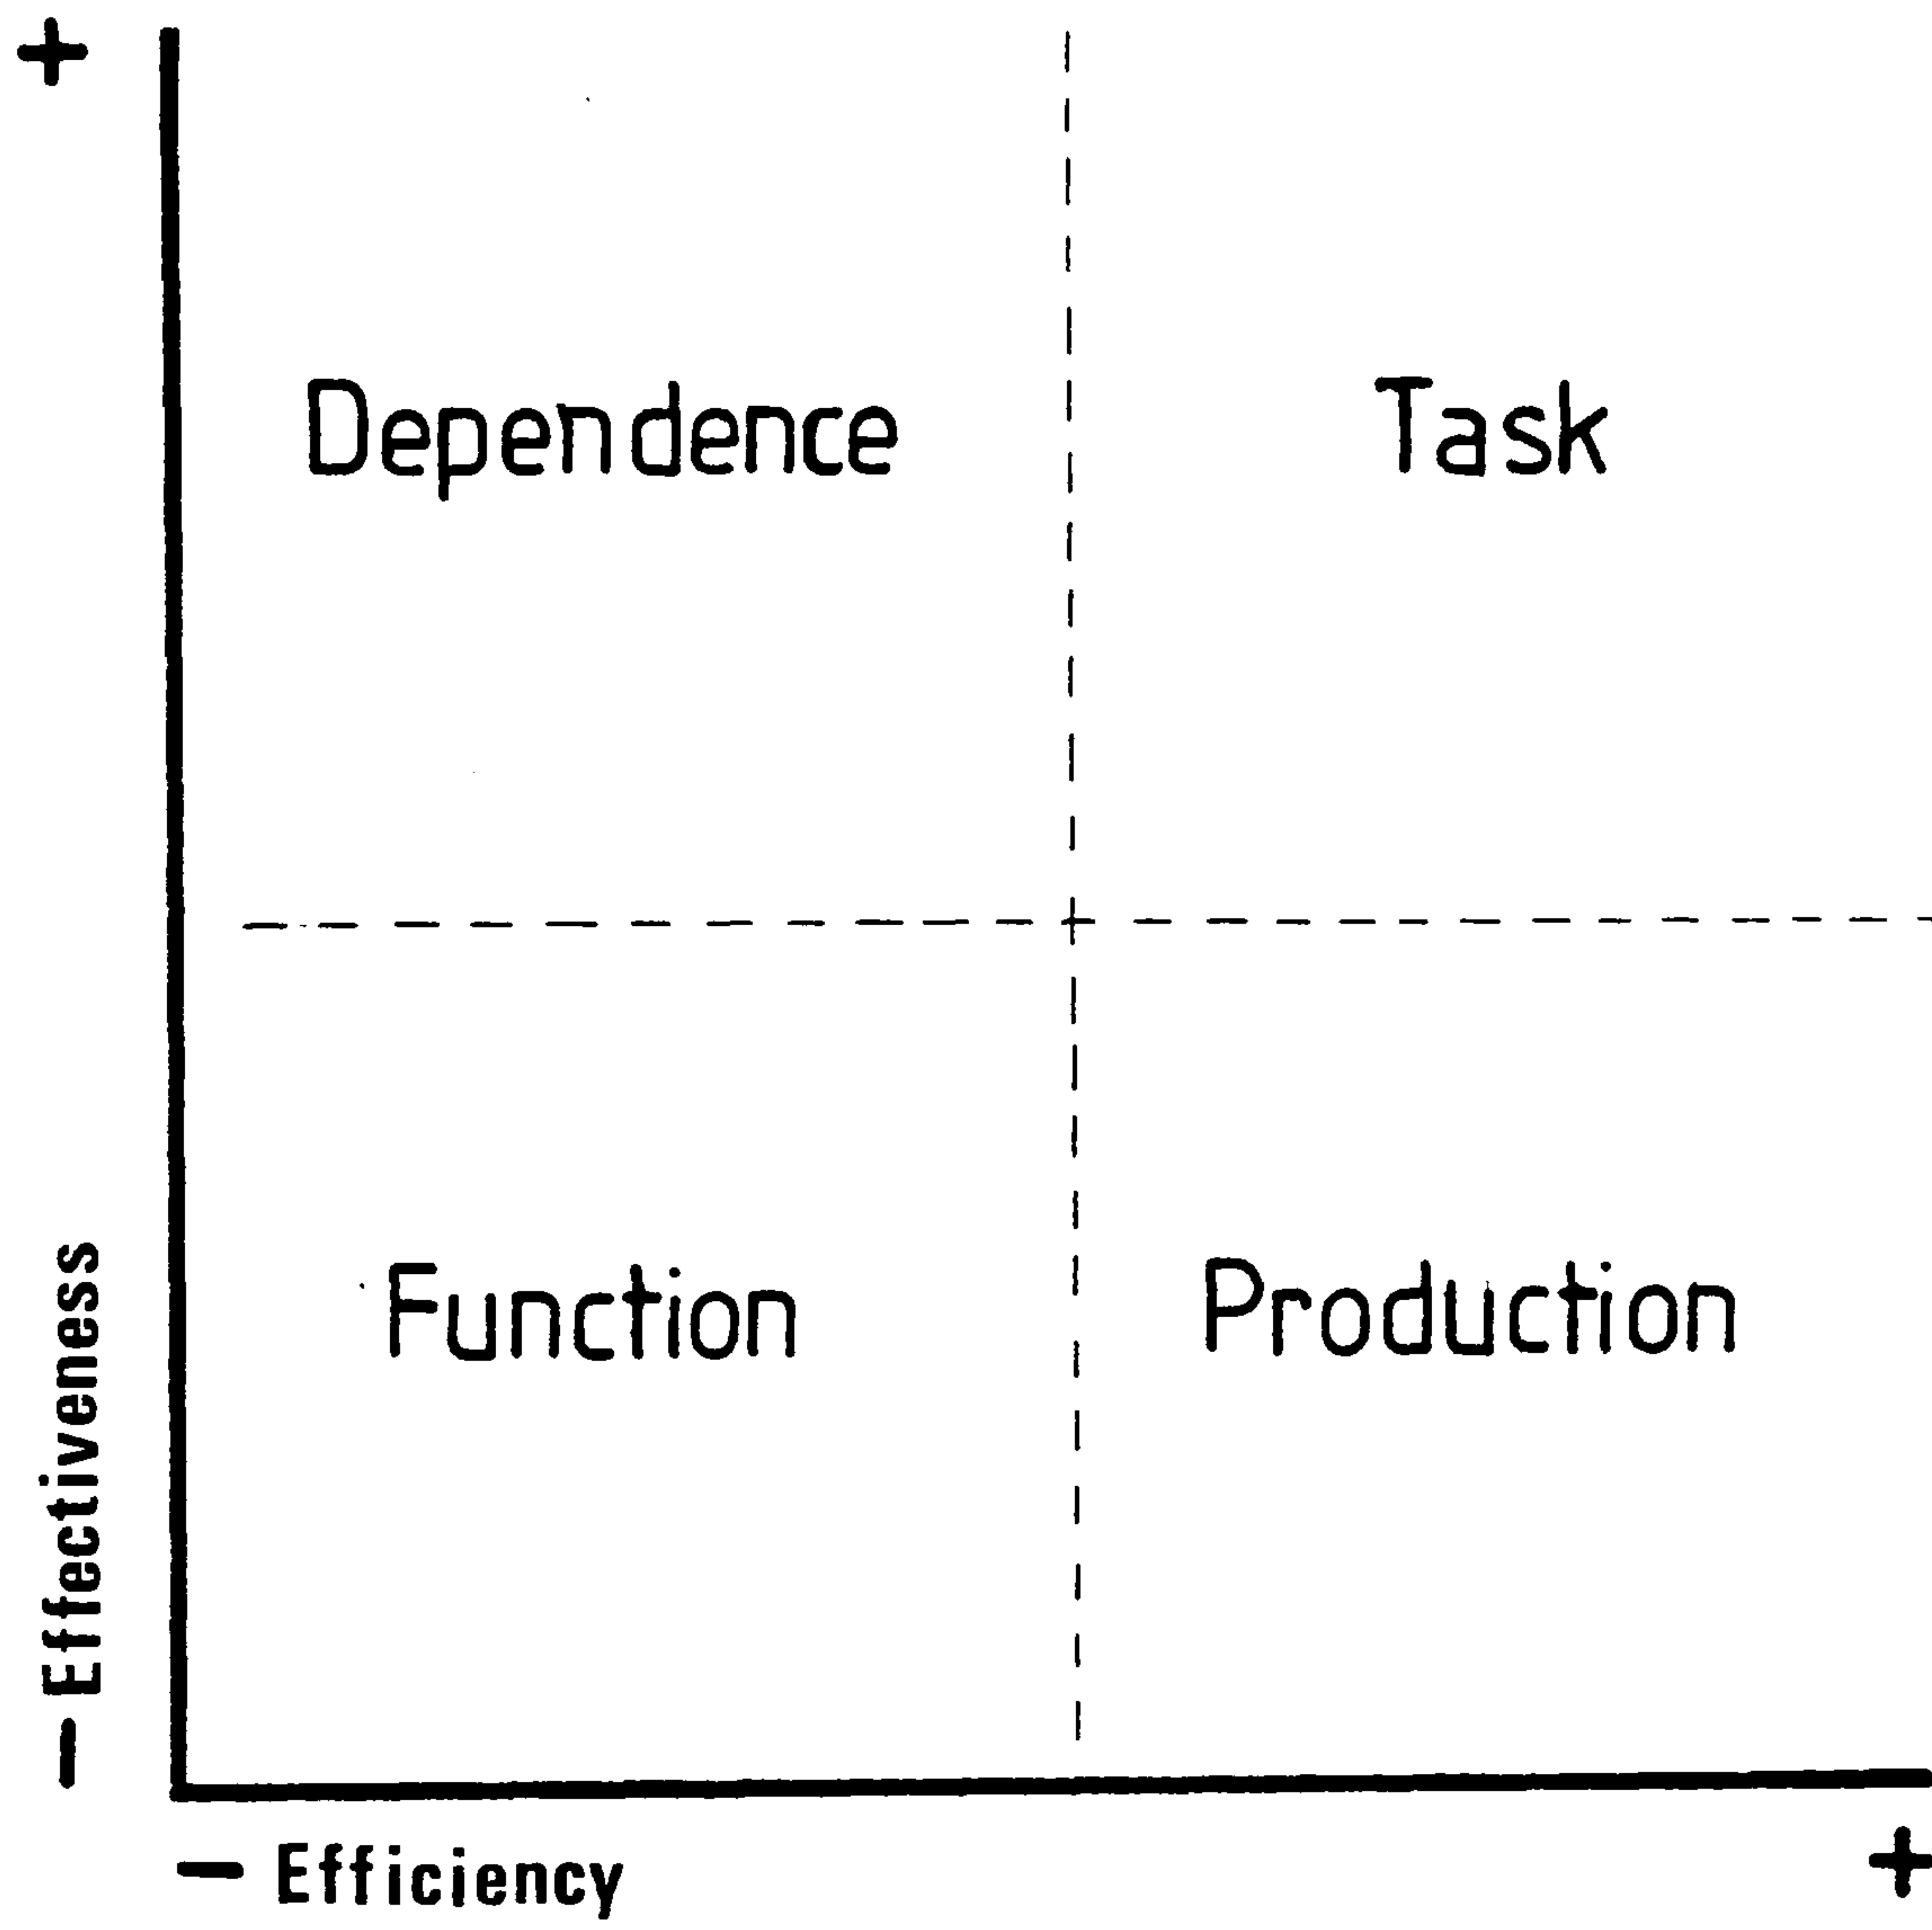 +
Dependence
Task
Function
Production
− Effectiveness
− Efficiency
+